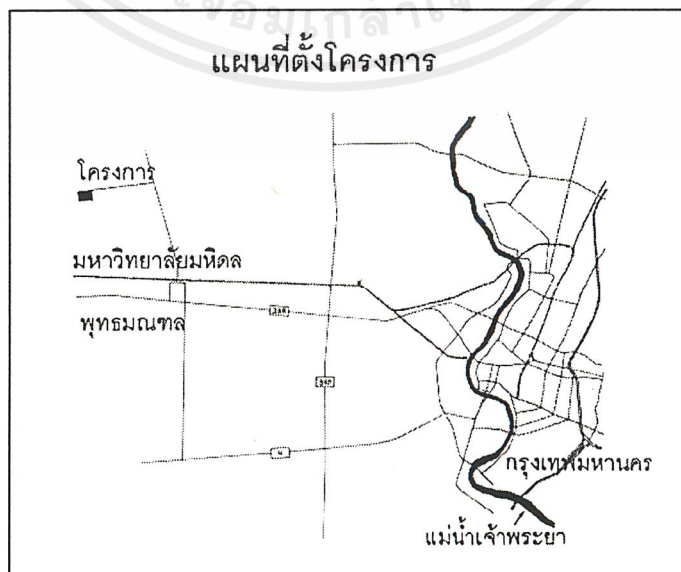 แผนที่ตั้งโครงการ
โครงการ
มหาวิทยาลัยมหิดล
พุทธมณฑล
กรุงเทพมหานคร
แม่น้ำเจ้าพระยา